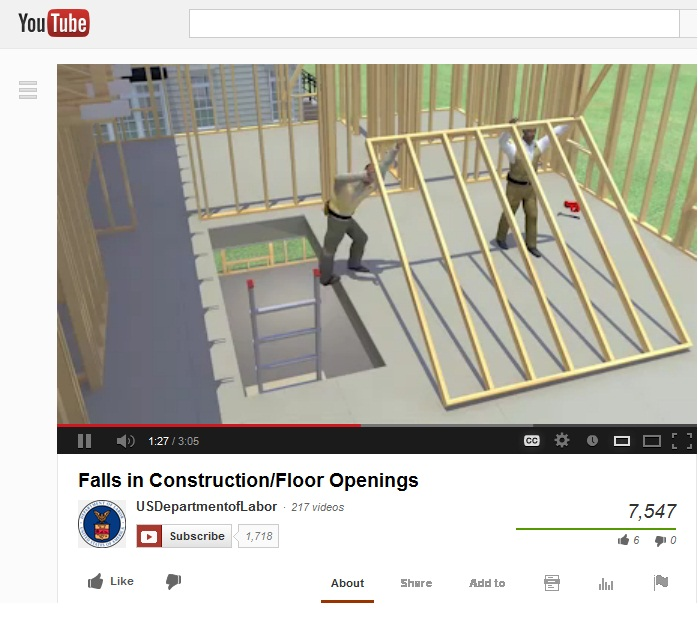 YouTube
1:27 / 3:05
CC
Falls in Construction/Floor Openings
USDepartmentofLabor · 217 videos
Subscribe 1,718
7,547
6 0
Like
About Share Add to